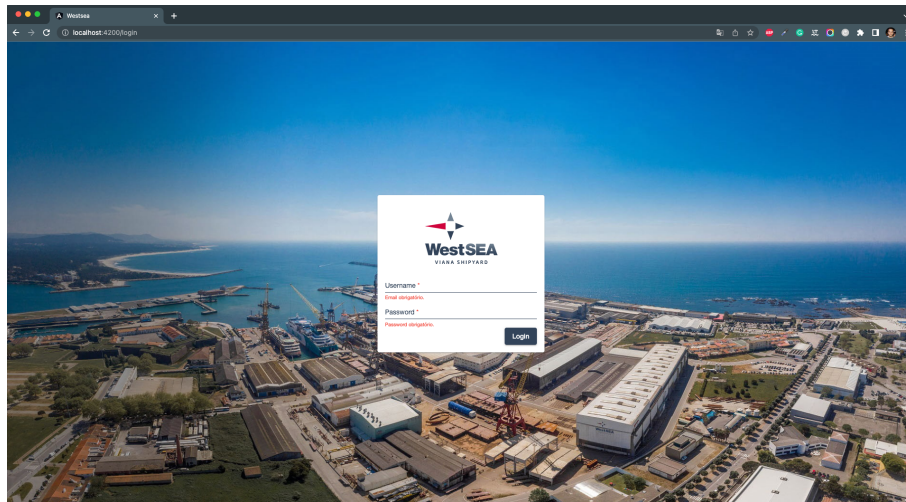 Westsea
localhost:4200/login
WestSEA
VIANA SHIPYARD
Username *
Email obrigatório.
Password *
Password obrigatório.
Login